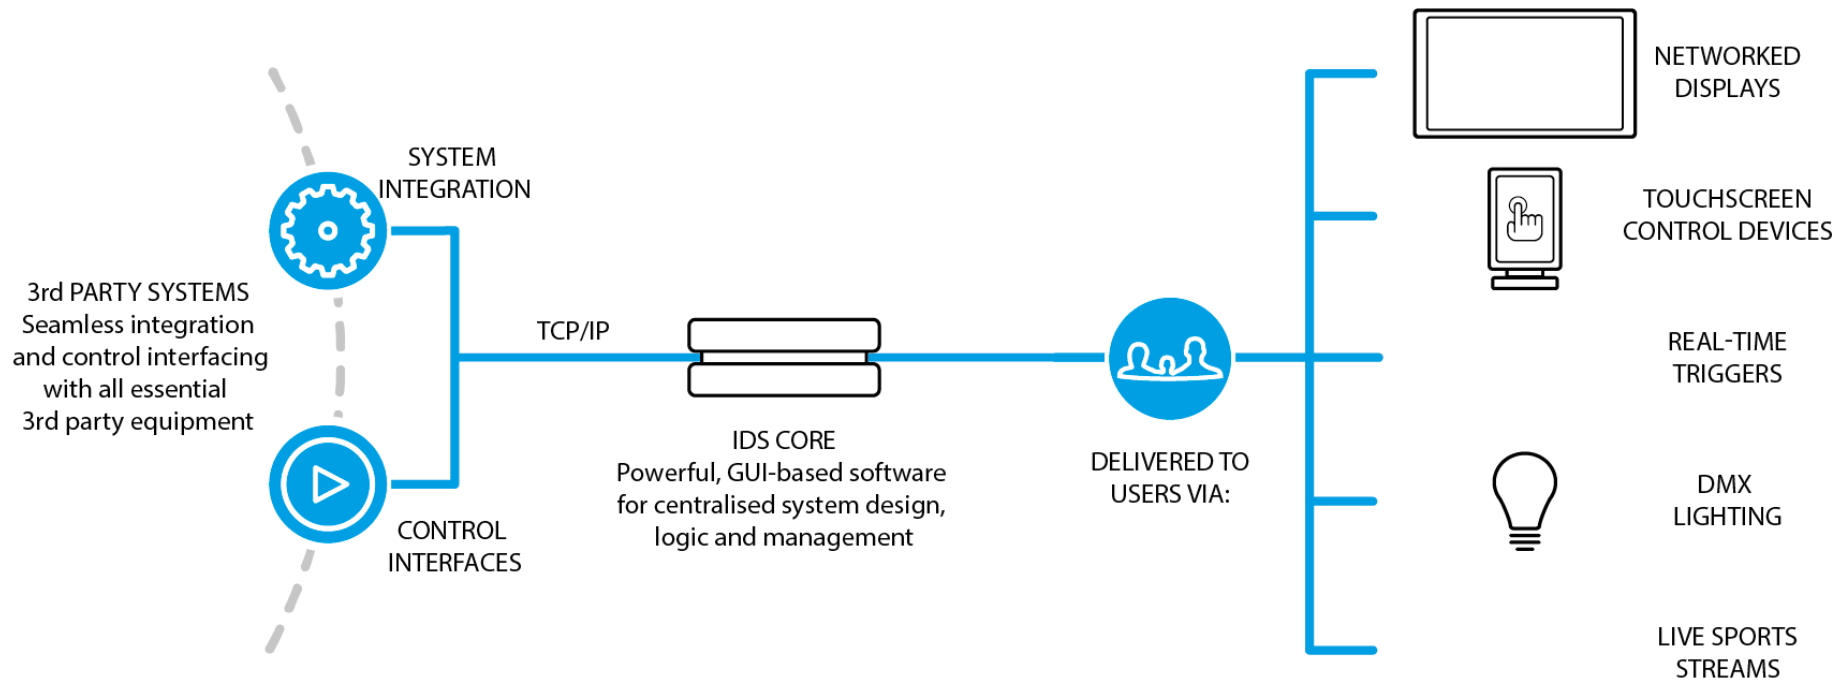 SYSTEM
INTEGRATION
3rd PARTY SYSTEMS
Seamless integration
and control interfacing
with all essential
3rd party equipment
CONTROL
INTERFACES
TCP/IP
IDS CORE
Powerful, GUI-based software
for centralised system design,
logic and management
DELIVERED TO
USERS VIA:
NETWORKED
DISPLAYS
TOUCHSCREEN
CONTROL DEVICES
REAL-TIME
TRIGGERS
DMX
LIGHTING
LIVE SPORTS
STREAMS